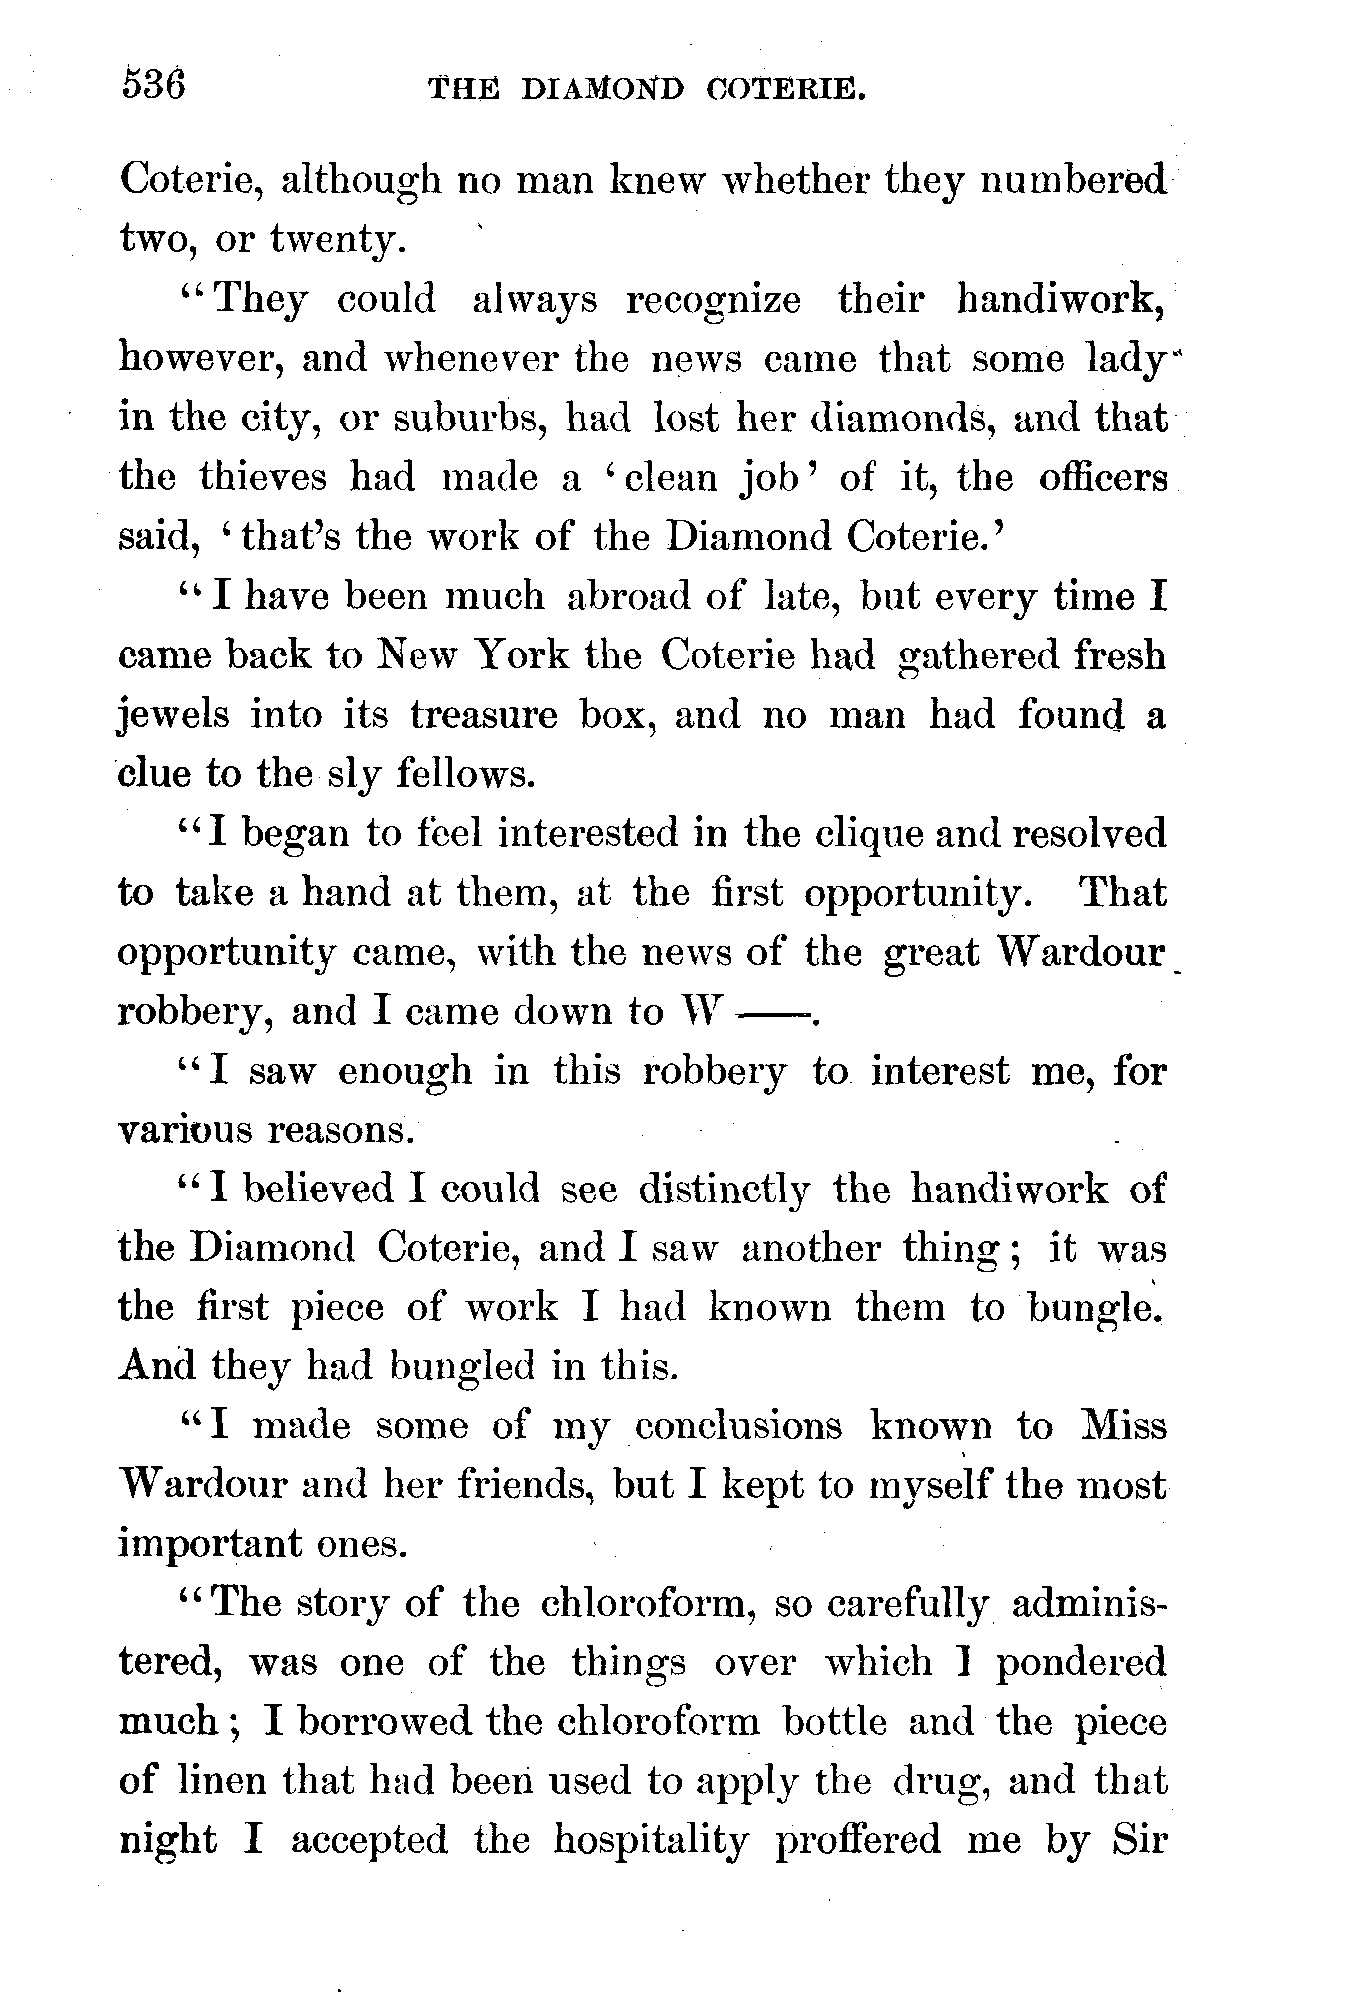 536 THE DIAMOND COTERIE.
Coterie, although no man knew whether they numbered
two, or twenty.
“They could always recognize their handiwork,
however, and whenever the news came that some lady
in the city, or suburbs, had lost her diamonds, and that
the thieves had made a ‘clean job’ of it, the officers
said, ‘that’s the work of the Diamond Coterie.’
“I have been much abroad of late, but every time I
came back to New York the Coterie had gathered fresh
jewels into its treasure box, and no man had found a
clue to the sly fellows.
“I began to feel interested in the clique and resolved
to take a hand at them, at the first opportunity. That
opportunity came, with the news of the great Wardour
robbery, and I came down to W——.
“I saw enough in this robbery to interest me, for
various reasons.
“I believed I could see distinctly the handiwork of
the Diamond Coterie, and I saw another thing; it was
the first piece of work I had known them to bungle.
And they had bungled in this.
“I made some of my conclusions known to Miss
Wardour and her friends, but I kept to myself the most
important ones.
“The story of the chloroform, so carefully adminis-
tered, was one of the things over which I pondered
much; I borrowed the chloroform bottle and the piece
of linen that had been used to apply the drug, and that
night I accepted the hospitality proffered me by Sir